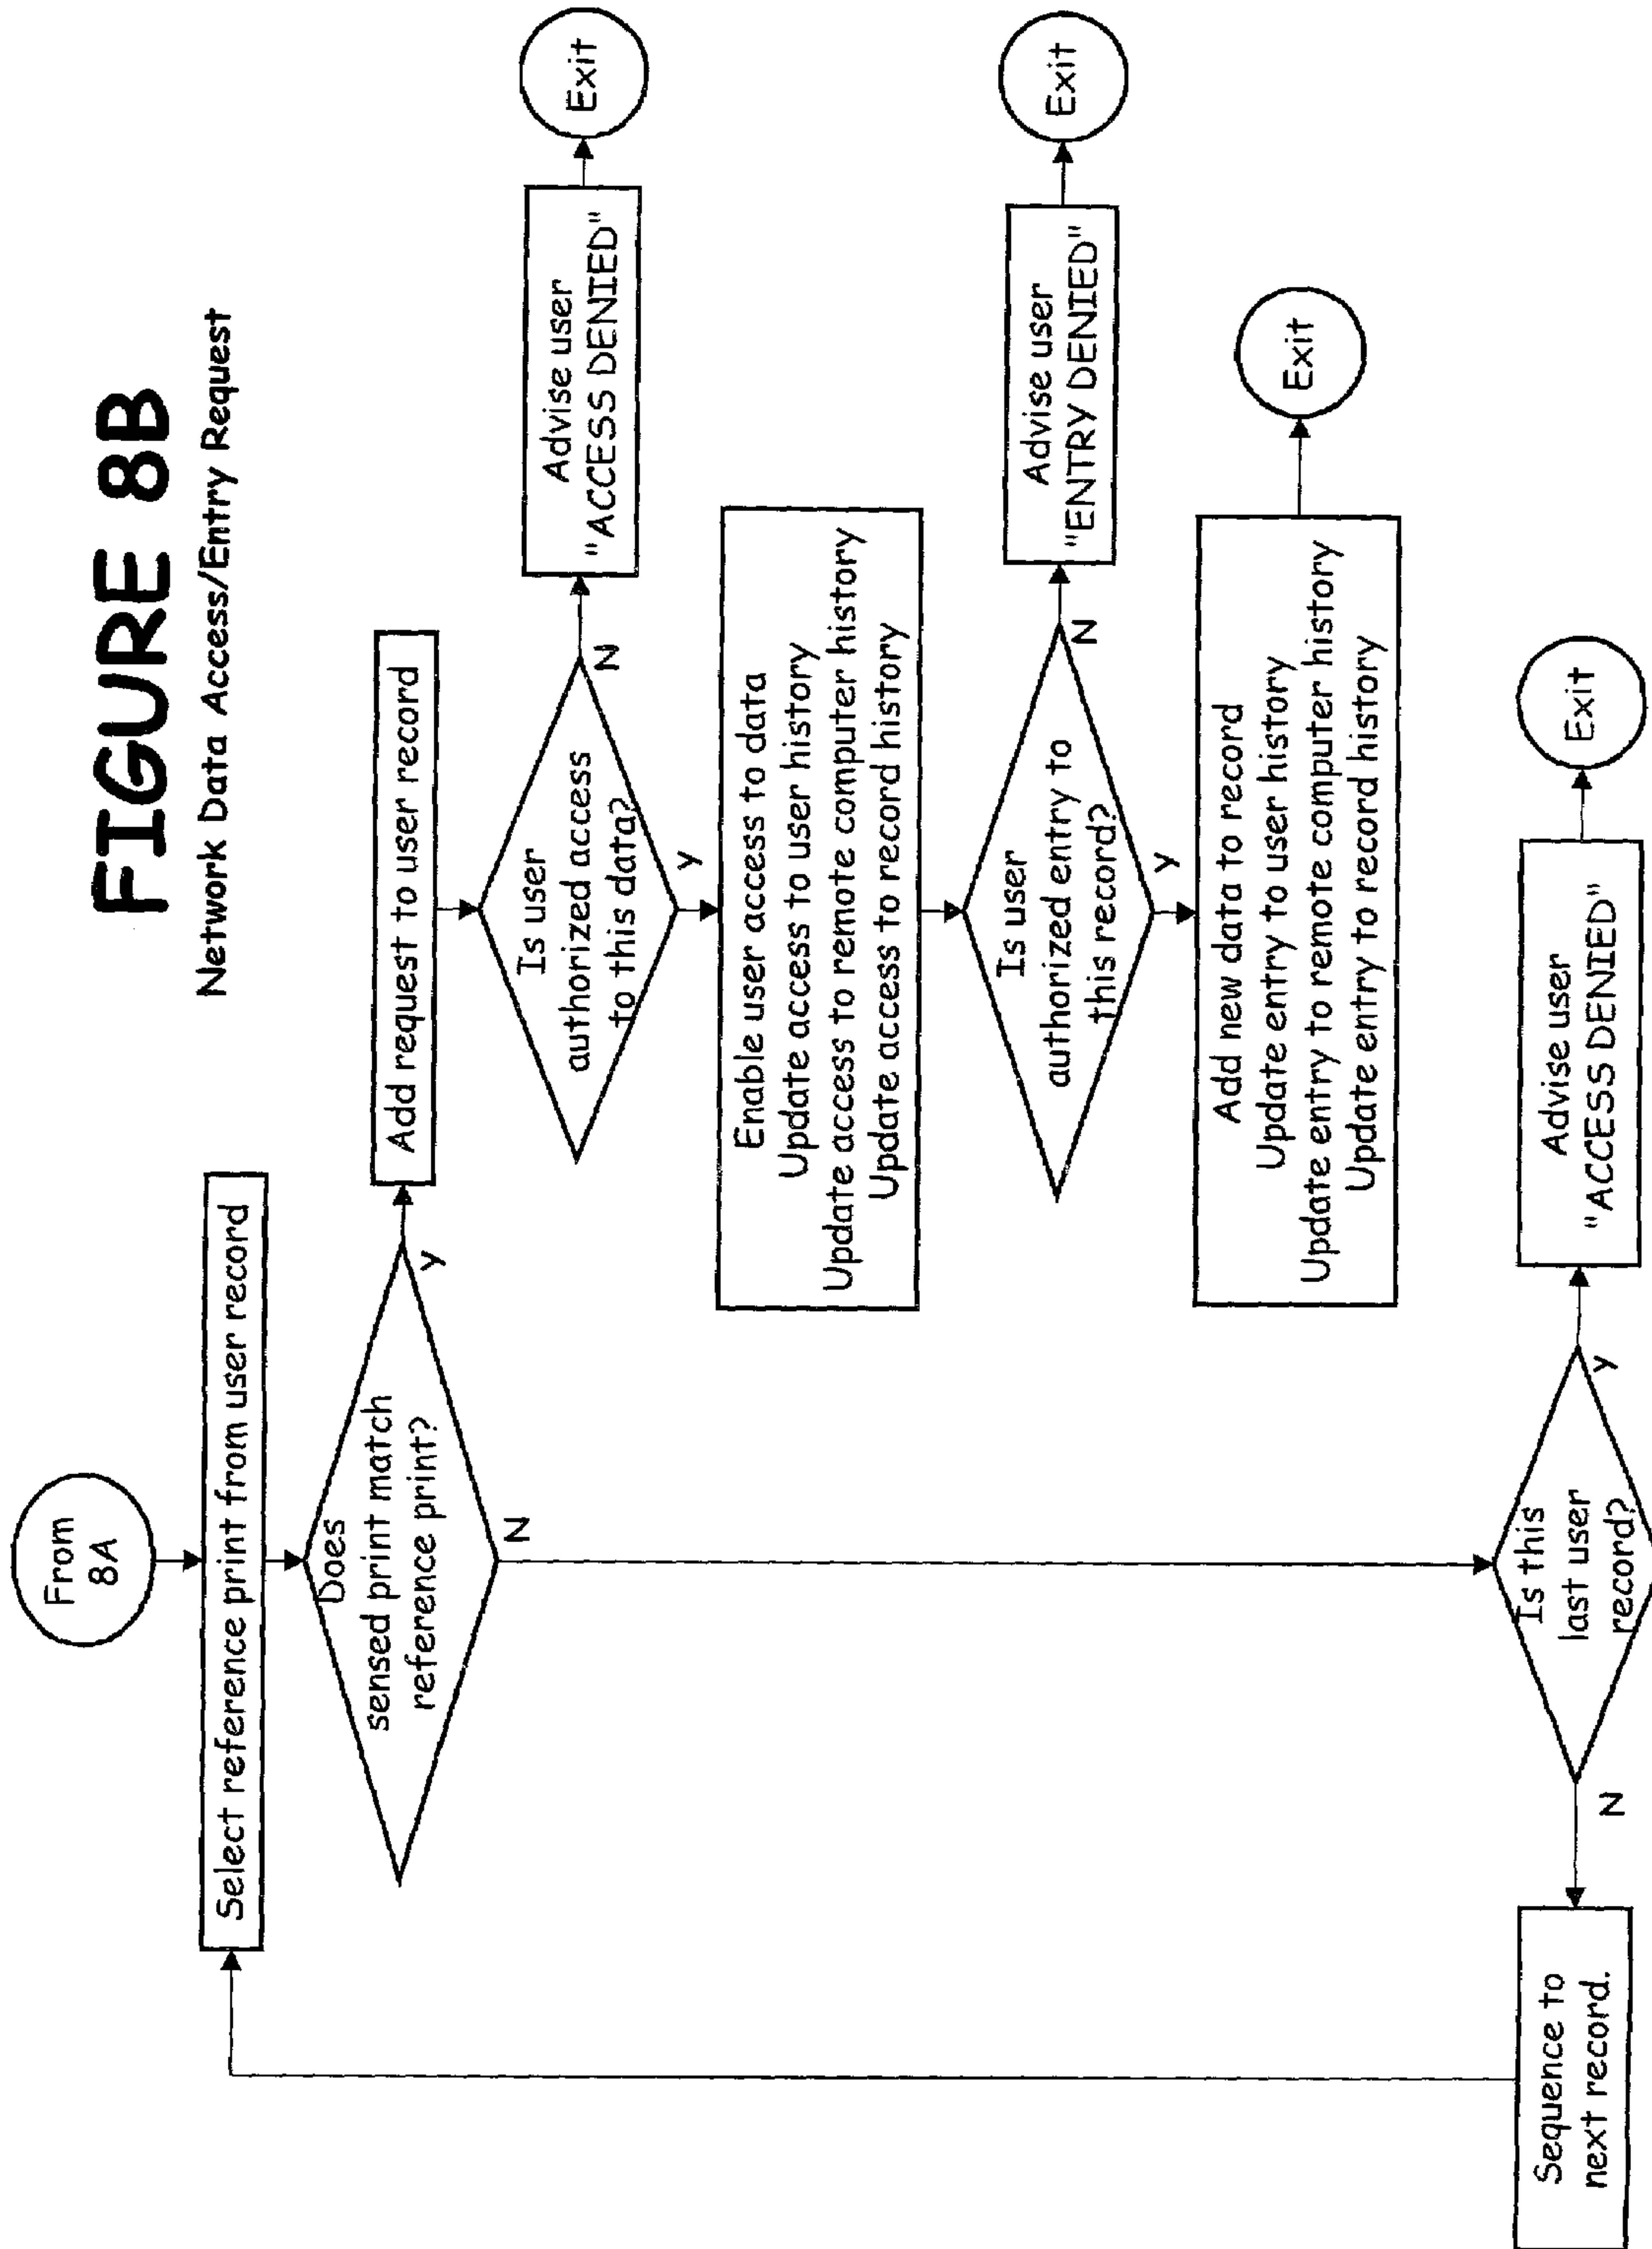 FIGURE 8B
Network Data Access/Entry Request
From
8A
Select reference print from user record
Does
sensed print match
reference print?
Y
N
Add request to user record
Is user
authorized access
to this data?
N
Y
Advise user
"ACCESS DENIED"
Exit
Enable user access to data
Update access to user history
Update access to remote computer history
Update access to record history
Is user
authorized entry to
this record?
N
Y
Advise user
"ENTRY DENIED"
Exit
Add new data to record
Update entry to user history
Update entry to remote computer history
Update entry to record history
Exit
Is this
last user
record?
Y
N
Advise user
"ACCESS DENIED"
Exit
Sequence to
next record.